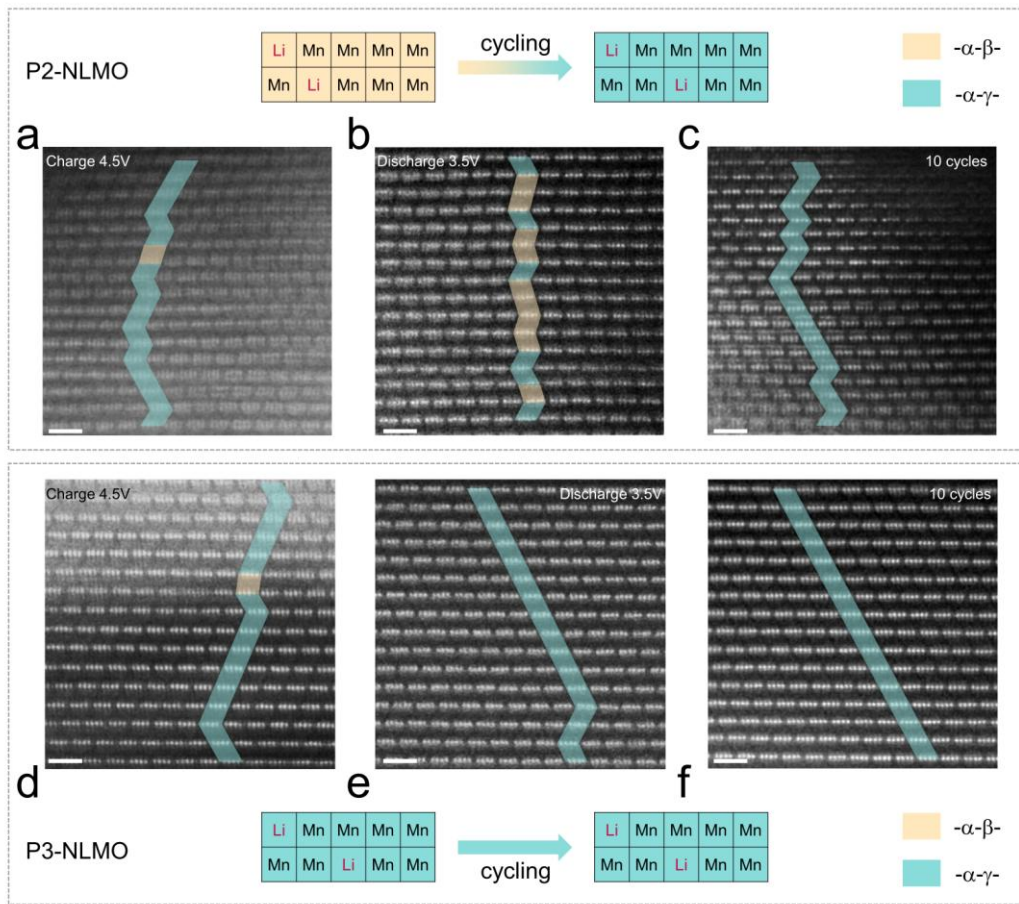 P2-NLMO
Li Mn Mn Mn Mn
Mn Li Mn Mn Mn
cycling
Li Mn Mn Mn Mn
Mn Mn Li Mn Mn
-α-β-
-α-γ-
a
Charge 4.5V
b
Discharge 3.5V
c
10 cycles
Charge 4.5V
Discharge 3.5V
10 cycles
d
e
f
P3-NLMO
Li Mn Mn Mn Mn
Mn Mn Li Mn Mn
cycling
Li Mn Mn Mn Mn
Mn Mn Li Mn Mn
-α-β-
-α-γ-